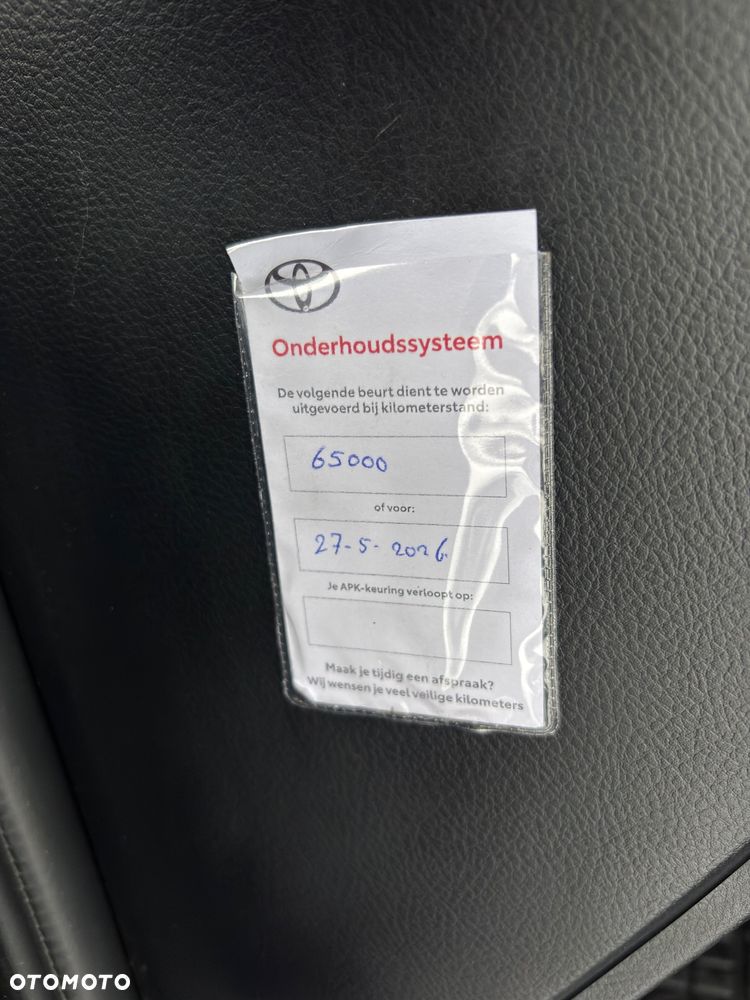 Onderhoudssysteem
De volgende beurt dient te worden
uitgevoerd bij kilometerstand:
65000
of voor:
27-5-2026
Je APK-keuring verloopt op:
Maak je tijdig een afspraak?
Wij wensen je veel veilige kilometers
OTOMOTO